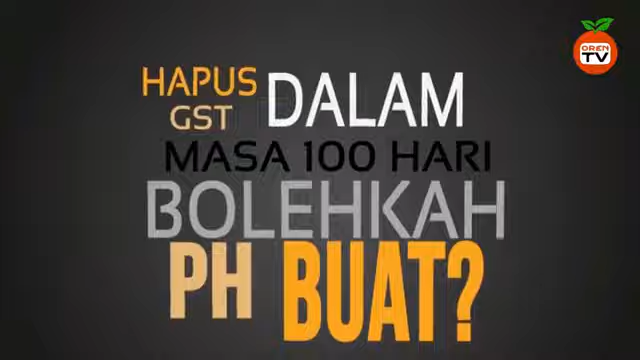 HAPUS
GST DALAM
MASA 100 HARI
BOLEHKAH
PH BUAT?
OREN
TV